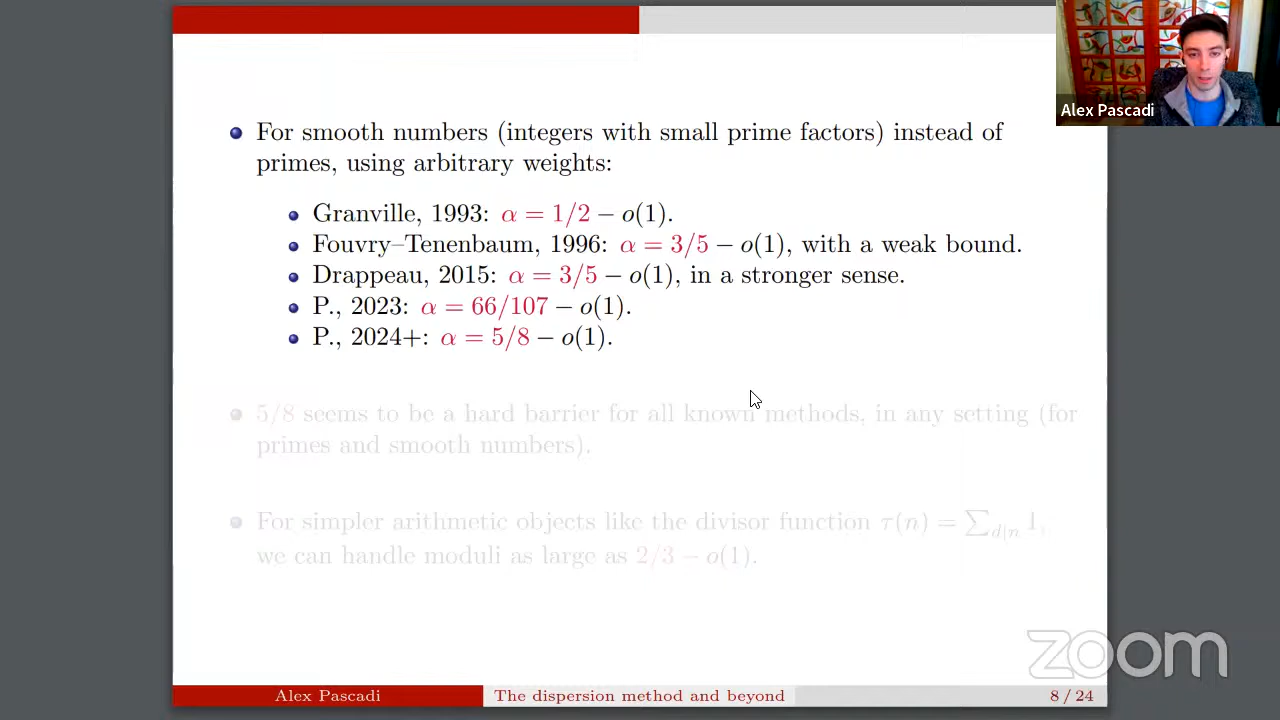 Alex Pascadi
For smooth numbers (integers with small prime factors) instead of
primes, using arbitrary weights:
Granville, 1993: α = 1/2 − o(1).
Fouvry–Tenenbaum, 1996: α = 3/5 − o(1), with a weak bound.
Drappeau, 2015: α = 3/5 − o(1), in a stronger sense.
P., 2023: α = 66/107 − o(1).
P., 2024+: α = 5/8 − o(1).
5/8 seems to be a hard barrier for all known methods, in any setting (for
primes and smooth numbers).
For simpler arithmetic objects like the divisor function τ(n) = ∑_{d|n} 1,
we can handle moduli as large as 2/3 − o(1).
zoom
Alex Pascadi The dispersion method and beyond 8 / 24